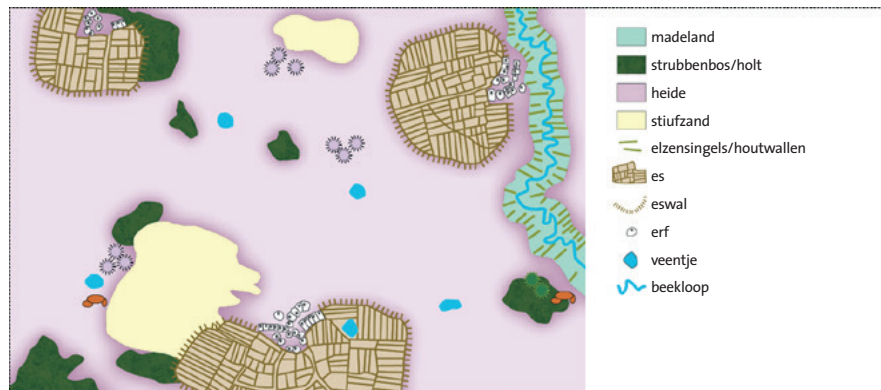 madeland
strubbenbos/holt
heide
stiufzand
elzensingels/houtwallen
es
eswal
erf
veentje
beekloop